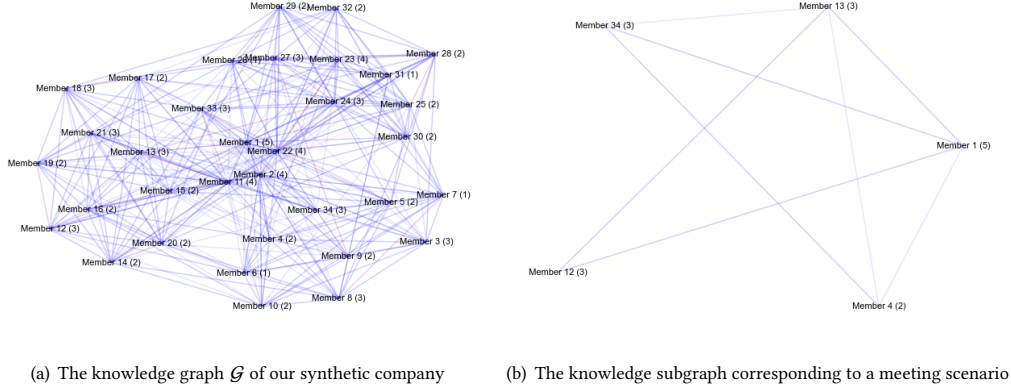 Member 29 (2)
Member 32 (2)
Member 28 (2)
Member 27 (3)
Member 23 (4)
Member 31 (1)
Member 17 (2)
Member 18 (3)
Member 24 (3)
Member 25 (2)
Member 33 (3)
Member 21 (3)
Member 30 (2)
Member 1 (5)
Member 22 (4)
Member 13 (3)
Member 19 (2)
Member 2 (4)
Member 11 (4)
Member 15 (2)
Member 7 (1)
Member 5 (2)
Member 16 (2)
Member 34 (3)
Member 12 (3)
Member 20 (2)
Member 4 (2)
Member 3 (3)
Member 9 (2)
Member 14 (2)
Member 6 (1)
Member 8 (3)
Member 10 (2)
(a) The knowledge graph 𝒢 of our synthetic company
Member 13 (3)
Member 34 (3)
Member 1 (5)
Member 12 (3)
Member 4 (2)
(b) The knowledge subgraph corresponding to a meeting scenario